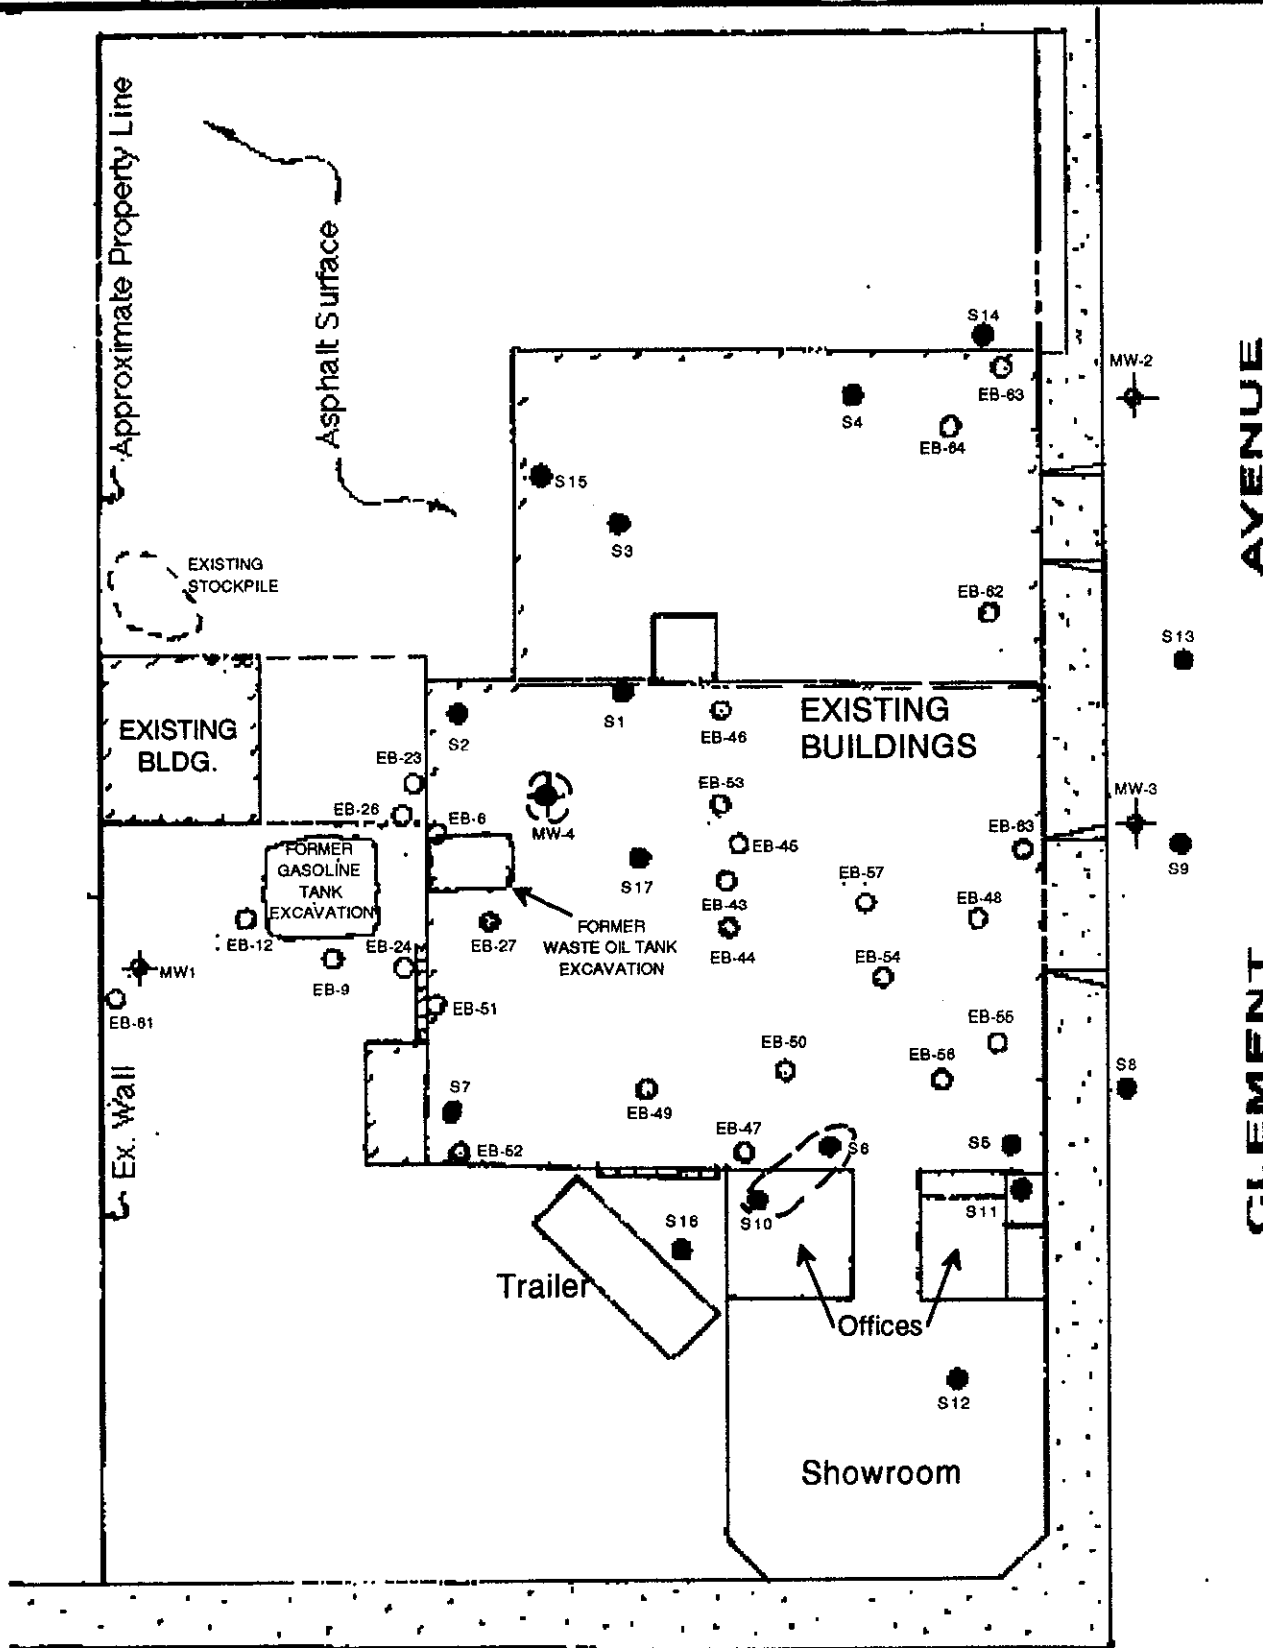 Approximate Property Line
Asphalt Surface
S14
MW-2
EB-63
S4
EB-64
AVENUE
S15
S3
EXISTING
STOCKPILE
EB-62
S13
EXISTING
BLDG.
S2
S1
EB-46
EXISTING
BUILDINGS
EB-23
EB-26
EB-6
MW-4
EB-53
EB-45
MW-3
EB-63
S9
FORMER
GASOLINE
TANK
EXCAVATION
S17
EB-43
EB-57
EB-48
EB-12
EB-24
EB-27
FORMER
WASTE OIL TANK
EXCAVATION
EB-44
EB-54
MW1
EB-9
EB-61
EB-51
EB-55
EB-50
EB-56
S8
Ex. Wall
S7
EB-49
EB-47
S6
S5
EB-52
S10
S11
S16
CLEMENT
Trailer
Offices
S12
Showroom